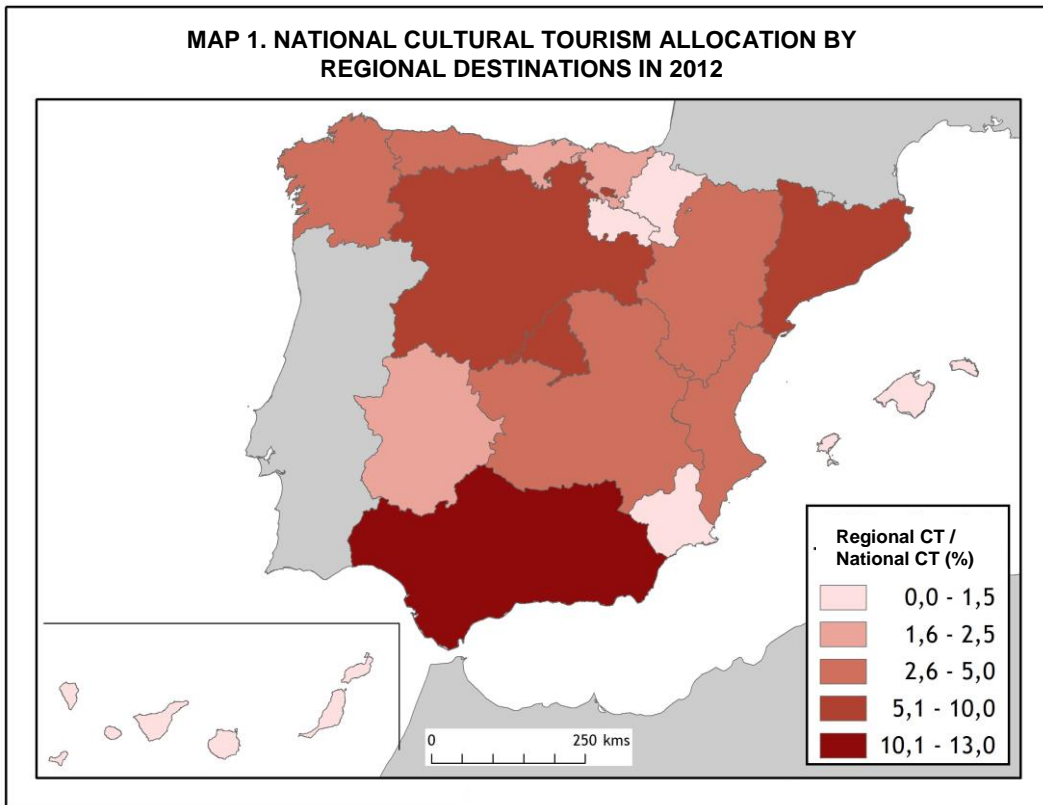 MAP 1. NATIONAL CULTURAL TOURISM ALLOCATION BY
REGIONAL DESTINATIONS IN 2012
Regional CT /
National CT (%)
0,0 - 1,5
1,6 - 2,5
2,6 - 5,0
5,1 - 10,0
10,1 - 13,0
0 250 kms